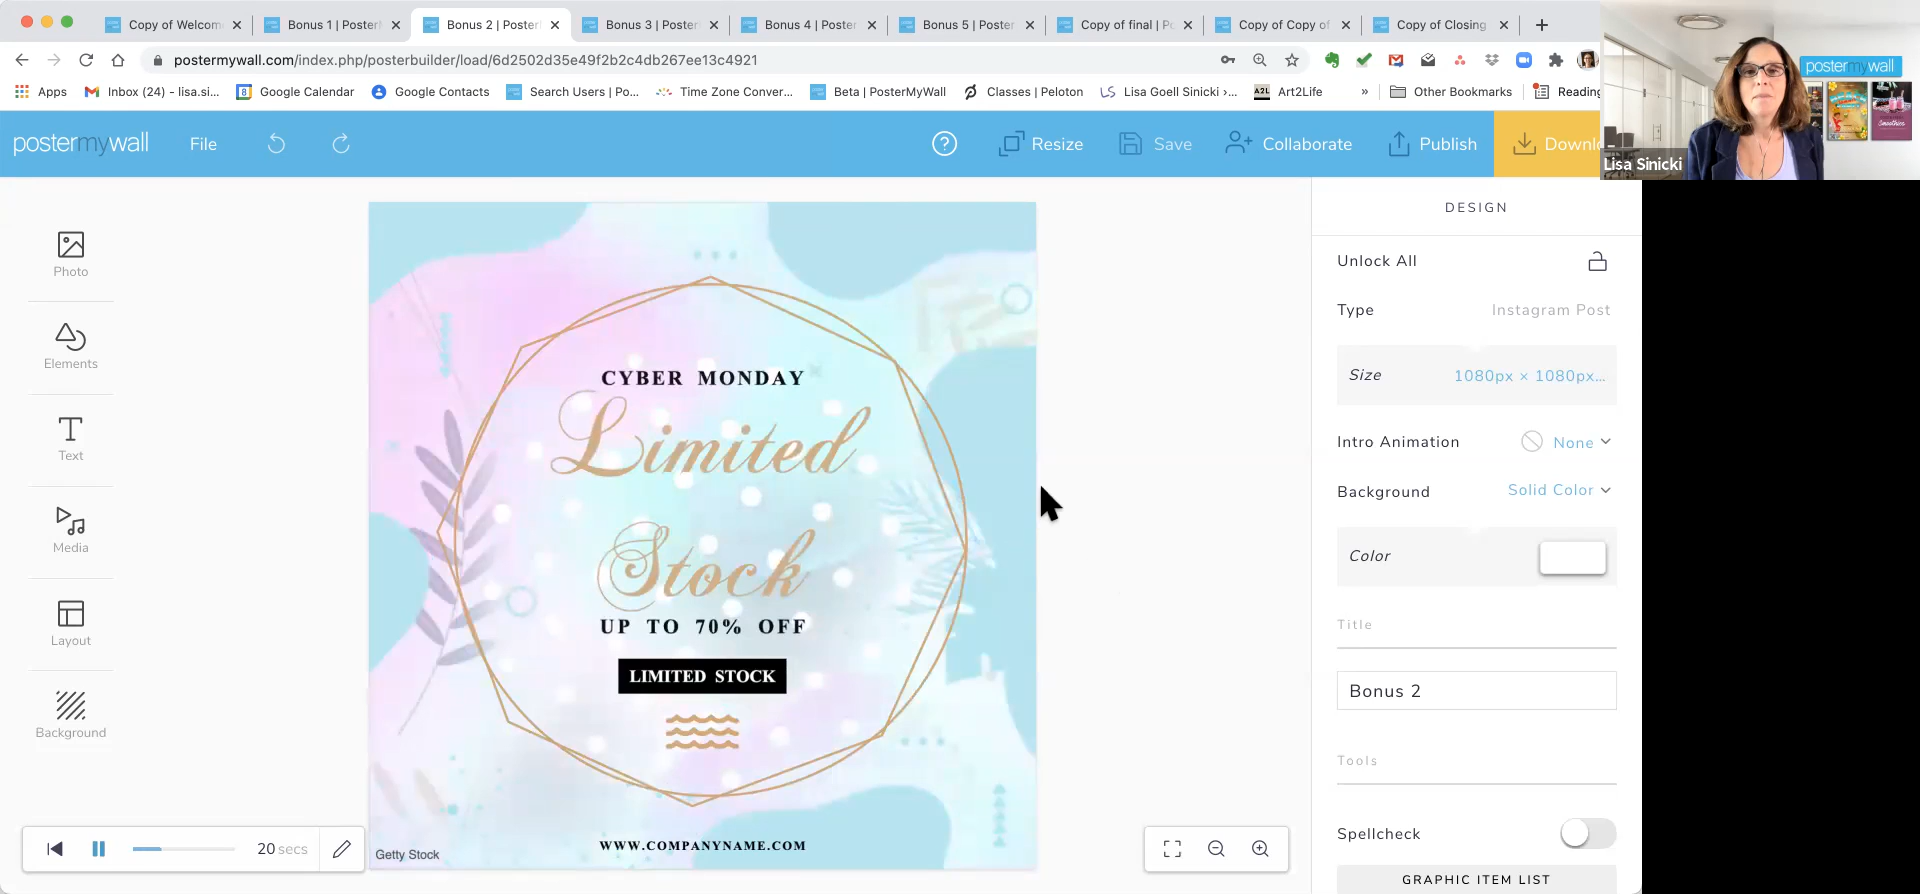 Copy of Welcom
Bonus 1 | Poster
Bonus 2 | Poster
Bonus 3 | Poster
Bonus 4 | Poster
Bonus 5 | Poster
Copy of final | P
Copy of Copy of
Copy of Closing
postermywall.com/index.php/posterbuilder/load/6d2502d35e49f2b2c4db267ee13c4921
Apps
Inbox (24) - lisa.si...
8
Google Calendar
Google Contacts
Search Users | Po...
Time Zone Conver...
Beta | PosterMyWall
Classes | Peloton
LS
Lisa Goell Sinicki ›...
A2L
Art2Life
»
Other Bookmarks
Reading
postermywall
File
?
Resize
Save
Collaborate
Publish
Downl
postermywall
Smoothies
Lisa Sinicki
Photo
Elements
Text
Media
Layout
Background
CYBER MONDAY
Limited
Stock
UP TO 70% OFF
LIMITED STOCK
WWW.COMPANYNAME.COM
Getty Stock
20 secs
DESIGN
Unlock All
Type
Instagram Post
Size
1080px × 1080px...
Intro Animation
None
Background
Solid Color
Color
Title
Bonus 2
Tools
Spellcheck
GRAPHIC ITEM LIST